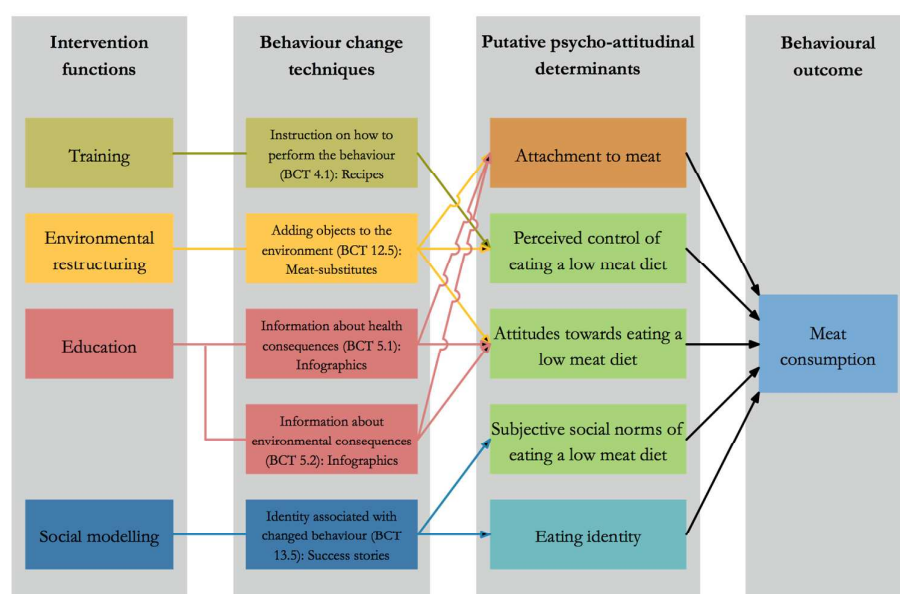 Intervention
functions
Behaviour change
techniques
Putative psycho-attitudinal
determinants
Behavioural
outcome
Training
Instruction on how to
perform the behaviour
(BCT 4.1): Recipes
Attachment to meat
Environmental
restructuring
Adding objects to the
environment (BCT 12.5):
Meat-substitutes
Perceived control of
eating a low meat diet
Education
Information about health
consequences (BCT 5.1):
Infographics
Attitudes towards eating a
low meat diet
Meat
consumption
Information about
environmental consequences
(BCT 5.2): Infographics
Subjective social norms of
eating a low meat diet
Social modelling
Identity associated with
changed behaviour (BCT
13.5): Success stories
Eating identity